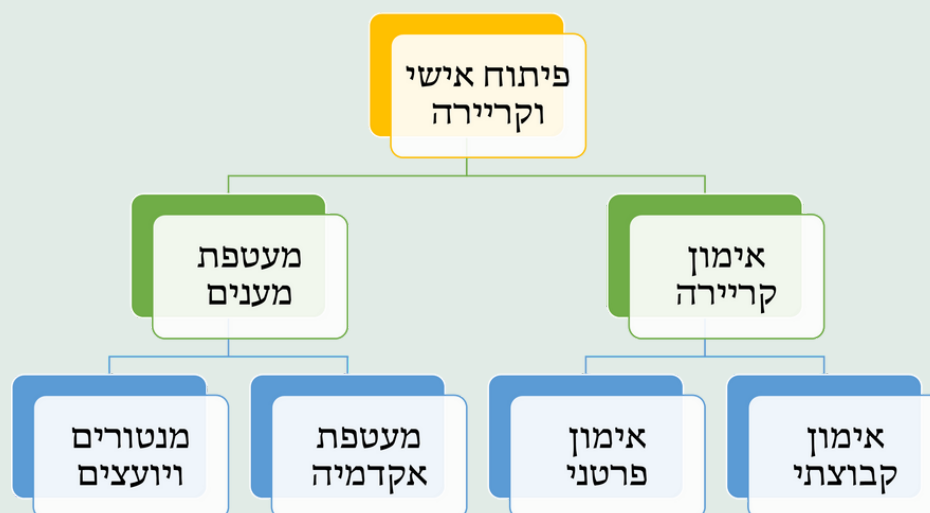 פיתוח אישי
וקריירה
אימון
קריירה
מעטפת
מענים
אימון
קבוצתי
אימון
פרטני
מעטפת
אקדמיה
מנטורים
ויועצים